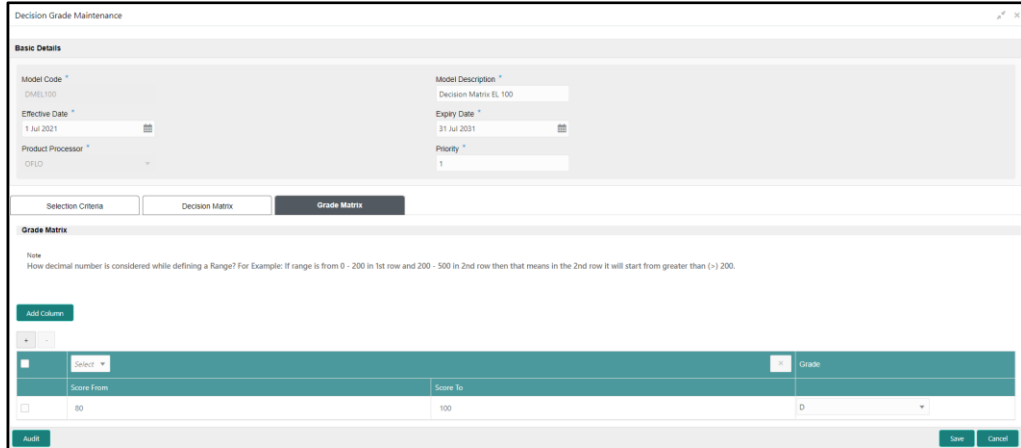 Decision Grade Maintenance
Basic Details
Model Code *
DMEL100
Model Description *
Decision Matrix EL 100
Effective Date *
1 Jul 2021
Expiry Date *
31 Jul 2031
Product Processor *
OFLO
Priority *
1
Selection Criteria
Decision Matrix
Grade Matrix
Grade Matrix
Note
How decimal number is considered while defining a Range? For Example: If range is from 0 - 200 in 1st row and 200 - 500 in 2nd row then that means in the 2nd row it will start from greater than (>) 200.
Add Column
+ -
Select
Grade
Score From
Score To
80
100
D
Audit
Save
Cancel